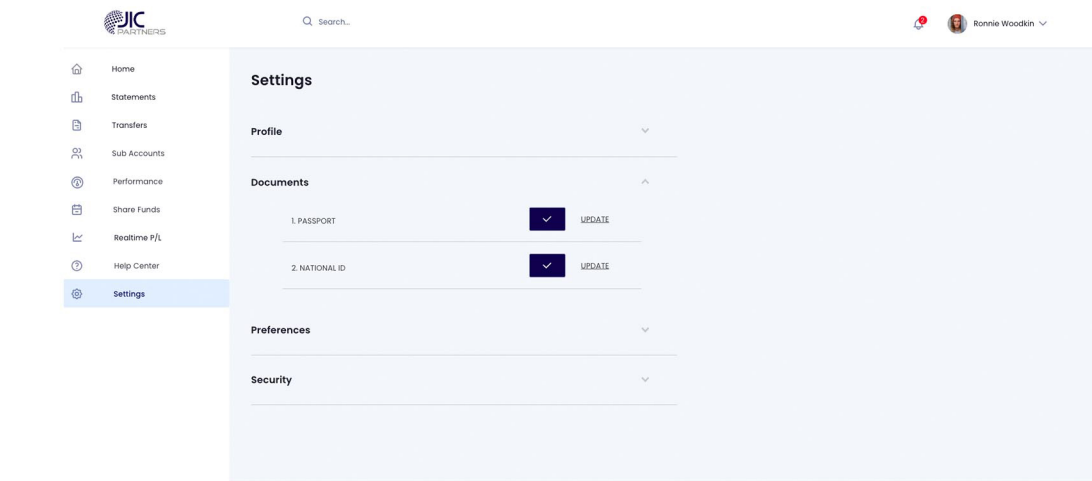 JIC
PARTNERS
Search...
2
Ronnie Woodkin
Home
Statements
Transfers
Sub Accounts
Performance
Share Funds
Realtime P/L
Help Center
Settings
Settings
Profile
Documents
1. PASSPORT
UPDATE
2. NATIONAL ID
UPDATE
Preferences
Security